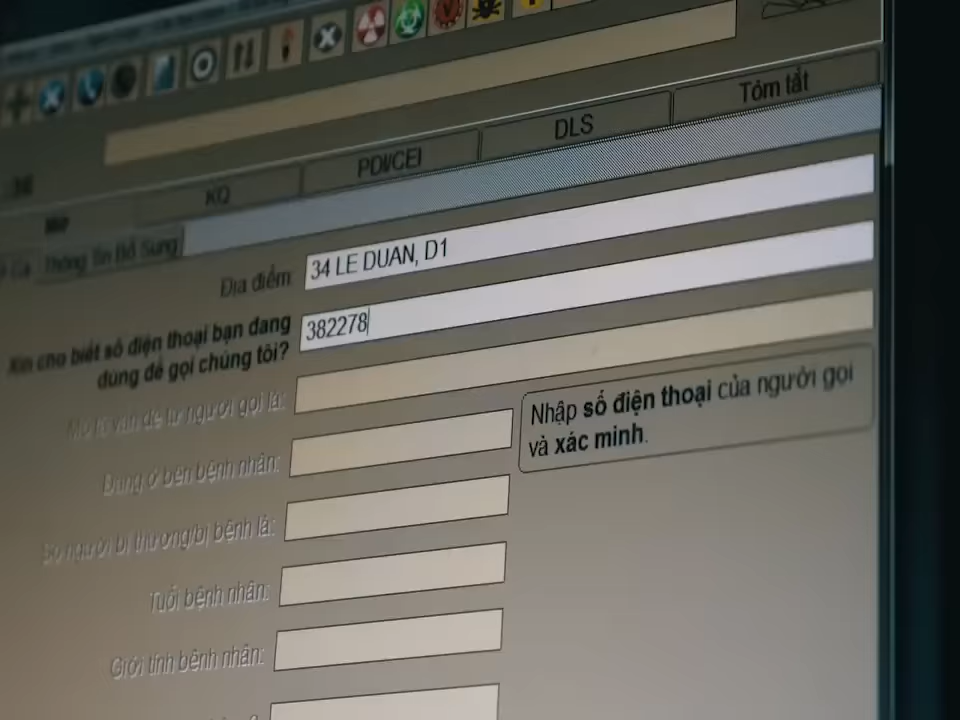 Tóm tắt
DLS
PDI/CEI
KQ
Thông Tin Bổ Sung
Địa điểm
34 LE DUAN, D1
Xin cho biết số điện thoại bạn đang
dùng để gọi chúng tôi?
382278
Nhập số điện thoại của người gọi
và xác minh.
Đang ở bên bệnh nhân:
Số người bị thương/bị bệnh là:
Tuổi bệnh nhân:
Giới tính bệnh nhân: